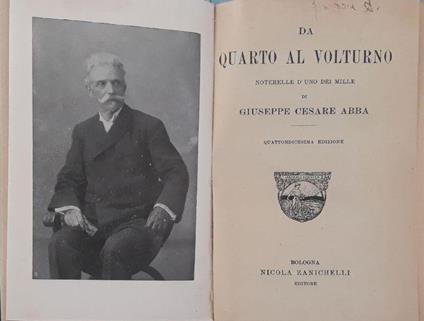 DA
QUARTO AL VOLTURNO
NOTERELLE D'UNO DEI MILLE
DI
GIUSEPPE CESARE ABBA
QUATTORDICESIMA EDIZIONE
BOLOGNA
NICOLA ZANICHELLI
EDITORE